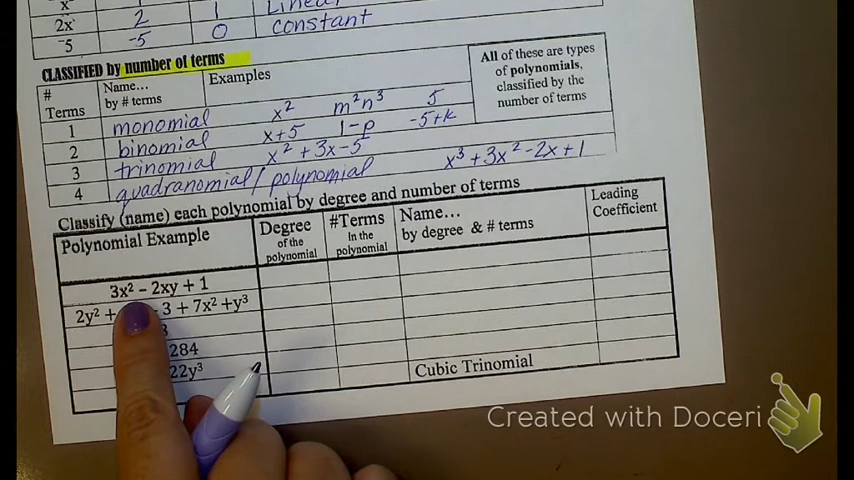 x 1 Linear
2x 2 1
-5 -5 0 constant
CLASSIFIED by number of terms
# Terms Name... by # terms Examples
All of these are types of polynomials, classified by the number of terms
1 monomial x² m²n³ 5
2 binomial x+5 1-p -5+k
3 trinomial x² + 3x - 5
4 quadranomial / polynomial x³ + 3x² - 2x + 1
Classify (name) each polynomial by degree and number of terms
Polynomial Example Degree of the polynomial #Terms In the polynomial Name... by degree & # terms Leading Coefficient
3x² – 2xy + 1
2y² + 3 + 7x² +y³
3
284
22y³ Cubic Trinomial
Created with Doceri